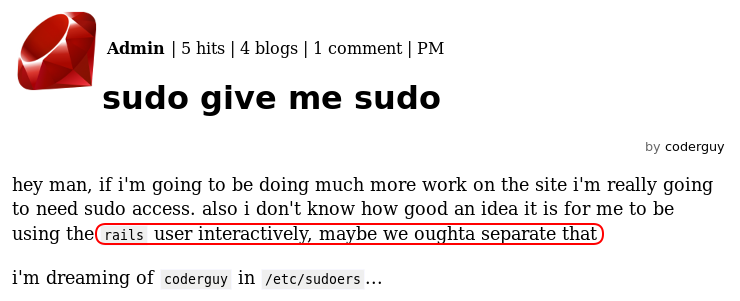 Admin | 5 hits | 4 blogs | 1 comment | PM
sudo give me sudo
by coderguy
hey man, if i'm going to be doing much more work on the site i'm really going
to need sudo access. also i don't know how good an idea it is for me to be
using the rails user interactively, maybe we oughta separate that
i'm dreaming of coderguy in /etc/sudoers...